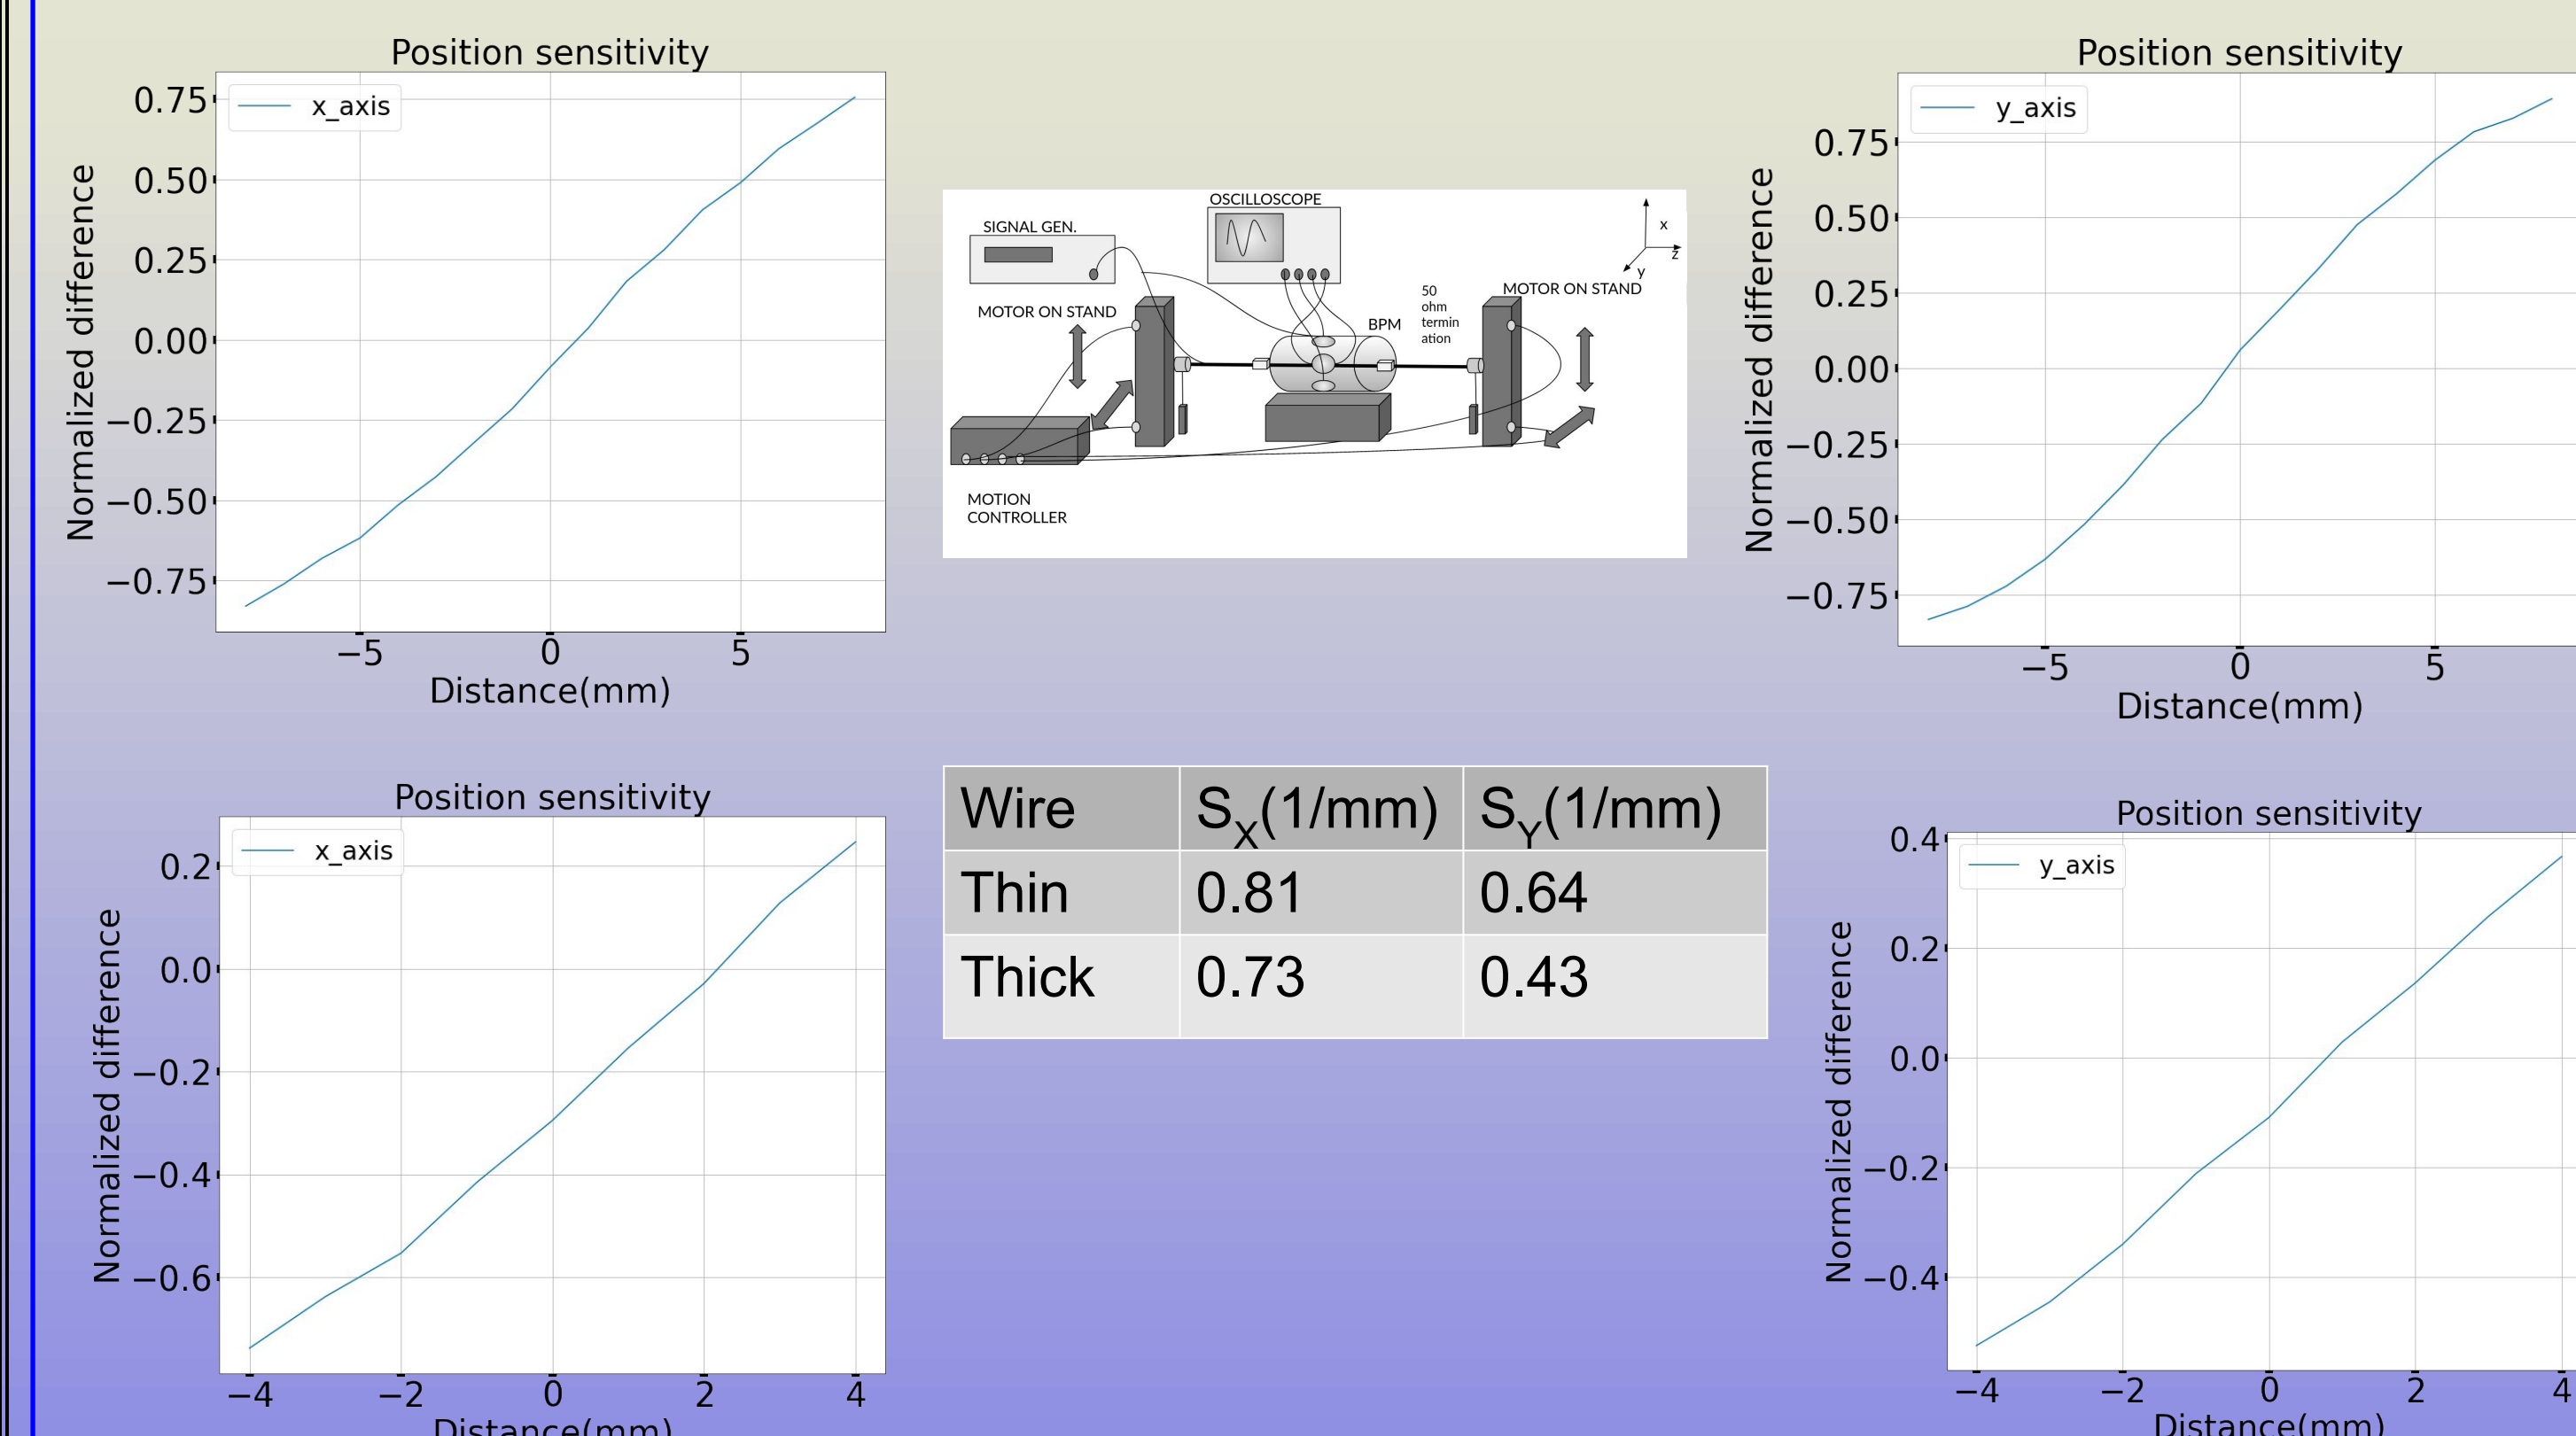 Position sensitivity
x_axis
0.75
0.50
0.25
0.00
−0.25
−0.50
−0.75
Normalized difference
−5 0 5
Distance(mm)
OSCILLOSCOPE
SIGNAL GEN.
x
z
y
MOTOR ON STAND
MOTOR ON STAND
50
ohm
termin
ation
BPM
MOTION
CONTROLLER
Position sensitivity
y_axis
0.75
0.50
0.25
0.00
−0.25
−0.50
−0.75
Normalized difference
−5 0 5
Distance(mm)
Position sensitivity
x_axis
0.2
0.0
−0.2
−0.4
−0.6
Normalized difference
−4 −2 0 2 4
Distance(mm)
Wire SX(1/mm) SY(1/mm)
Thin 0.81 0.64
Thick 0.73 0.43
Position sensitivity
y_axis
0.4
0.2
0.0
−0.2
−0.4
Normalized difference
−4 −2 0 2 4
Distance(mm)